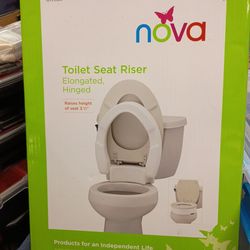 nova
Toilet Seat Riser
Elongated,
Hinged
Raises height
of seat 3 ½"
Products for an Independent Life